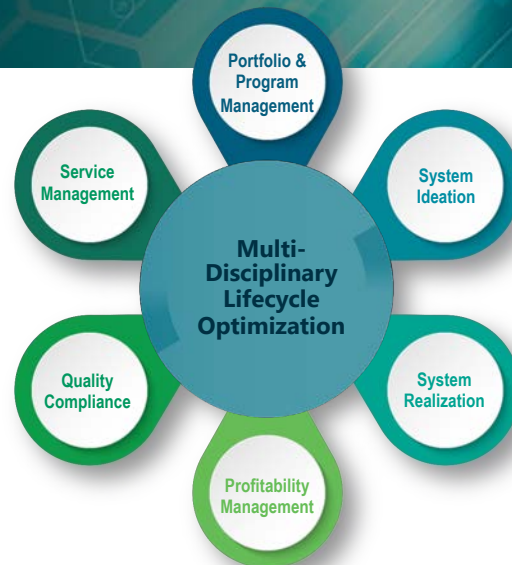 Portfolio &
Program
Management
Service
Management
System
Ideation
Multi-
Disciplinary
Lifecycle
Optimization
Quality
Compliance
System
Realization
Profitability
Management